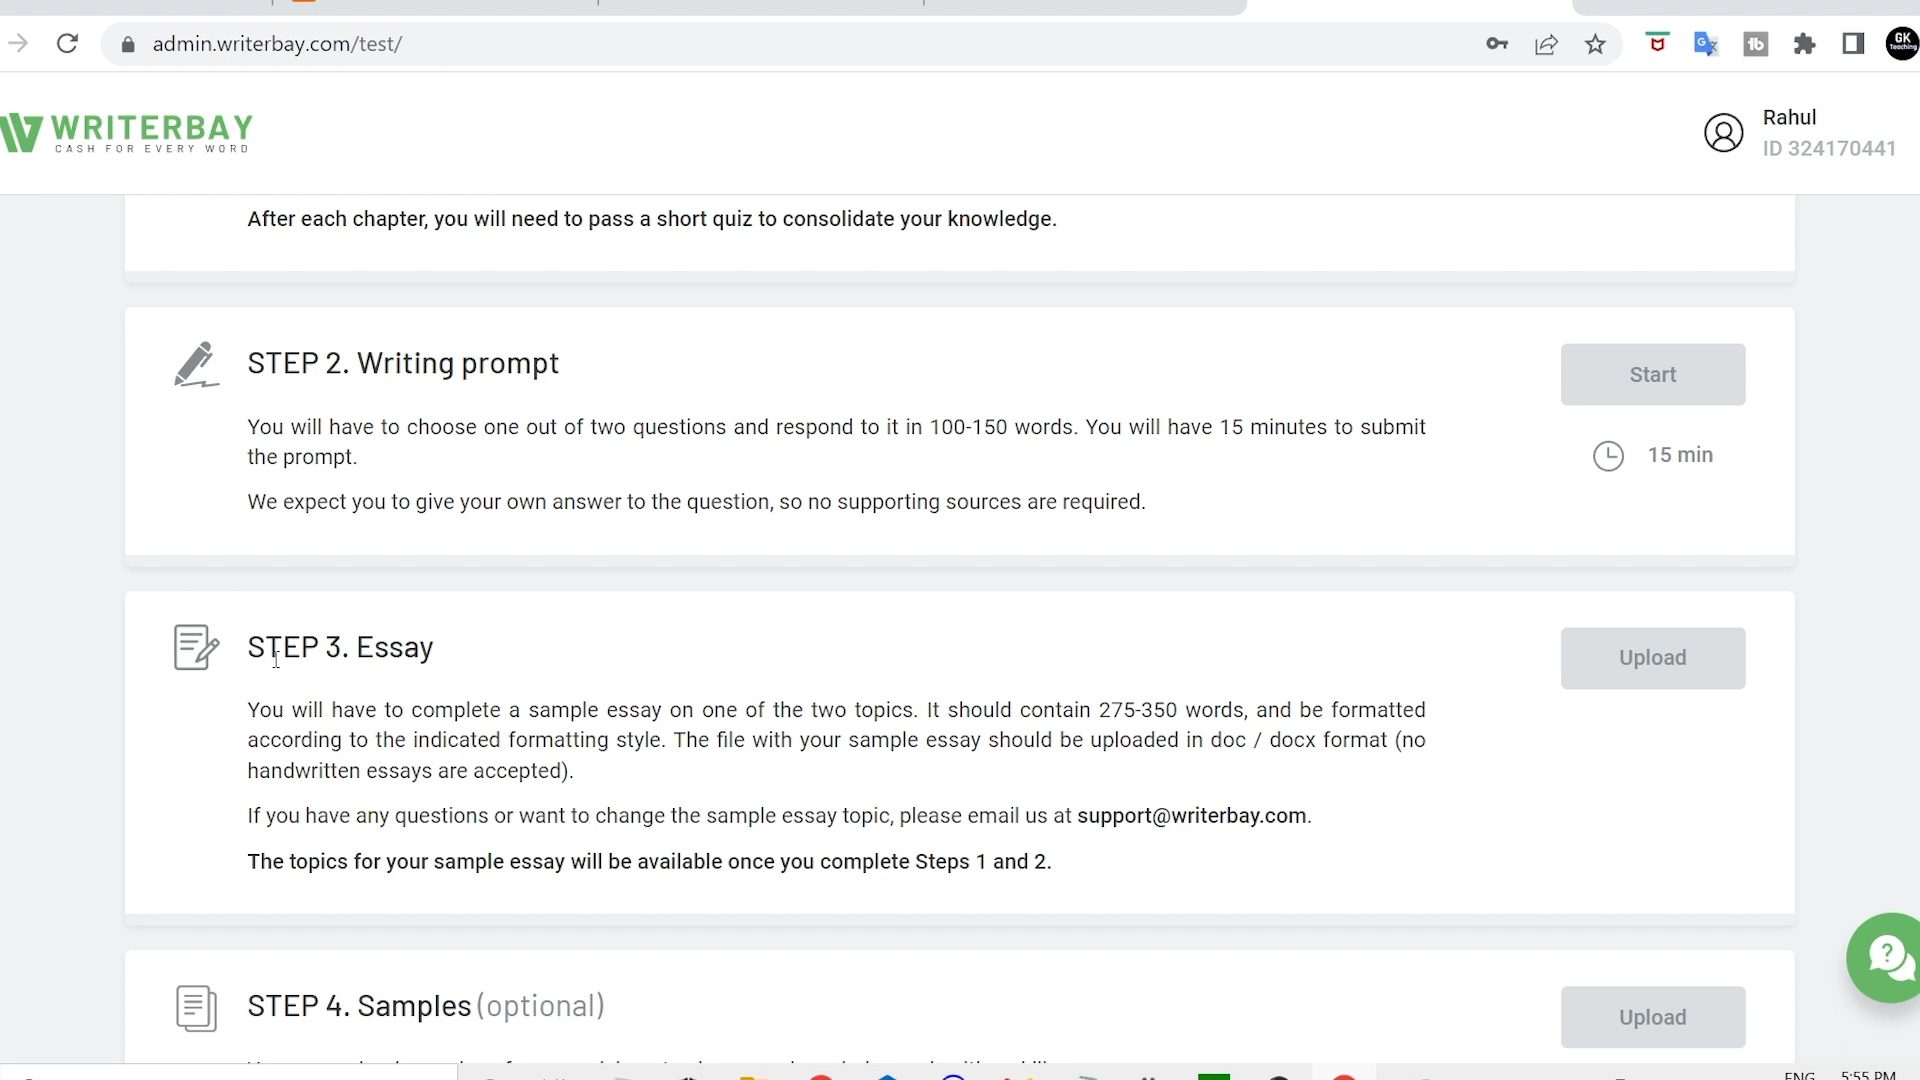 admin.writerbay.com/test/
GK
Teaching
WRITERBAY
CASH FOR EVERY WORD
Rahul
ID 324170441
After each chapter, you will need to pass a short quiz to consolidate your knowledge.
STEP 2. Writing prompt
Start
You will have to choose one out of two questions and respond to it in 100-150 words. You will have 15 minutes to submit
the prompt.
15 min
We expect you to give your own answer to the question, so no supporting sources are required.
STEP 3. Essay
Upload
You will have to complete a sample essay on one of the two topics. It should contain 275-350 words, and be formatted
according to the indicated formatting style. The file with your sample essay should be uploaded in doc / docx format (no
handwritten essays are accepted).
If you have any questions or want to change the sample essay topic, please email us at support@writerbay.com.
The topics for your sample essay will be available once you complete Steps 1 and 2.
STEP 4. Samples (optional)
Upload
ENG
5:55 PM